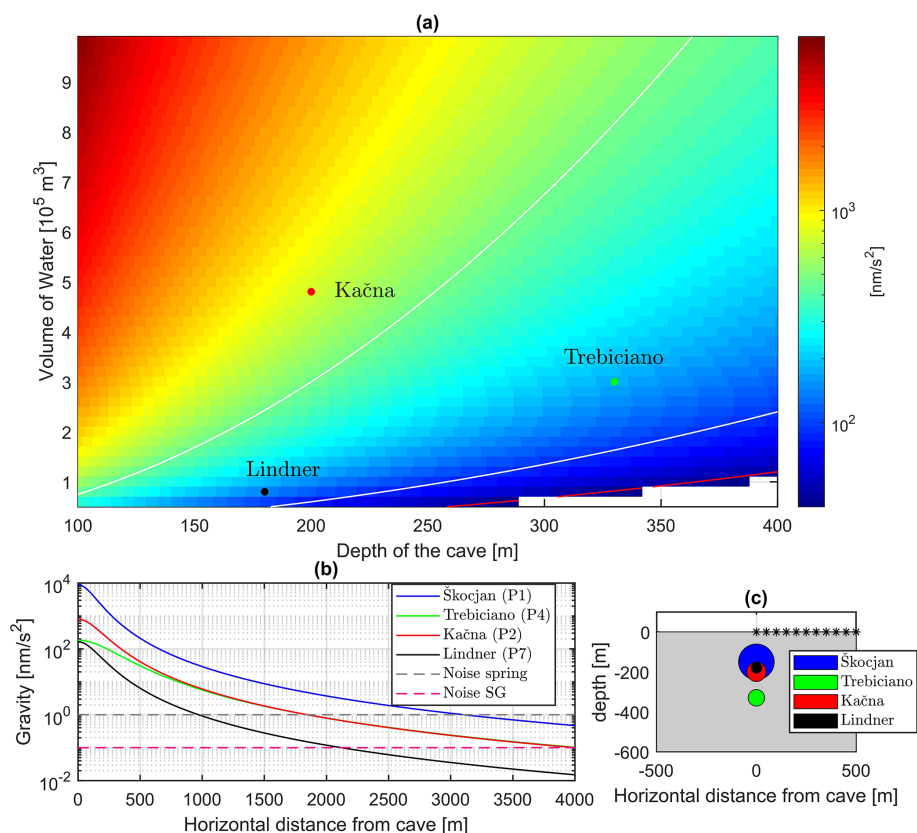 (a)
Volume of Water [10^5 m^3]
9
8
7
6
5
4
3
2
1
Kačna
Trebiciano
Lindner
100 150 200 250 300 350 400
Depth of the cave [m]
10^3
10^2
[nm/s^2]
(b)
Gravity [nm/s^2]
10^4
10^2
10^0
10^-2
Škocjan (P1)
Trebiciano (P4)
Kačna (P2)
Lindner (P7)
Noise spring
Noise SG
0 500 1000 1500 2000 2500 3000 3500 4000
Horizontal distance from cave [m]
(c)
depth [m]
0
-200
-400
-600
Škocjan
Trebiciano
Kačna
Lindner
-500 0 500
Horizontal distance from cave [m]